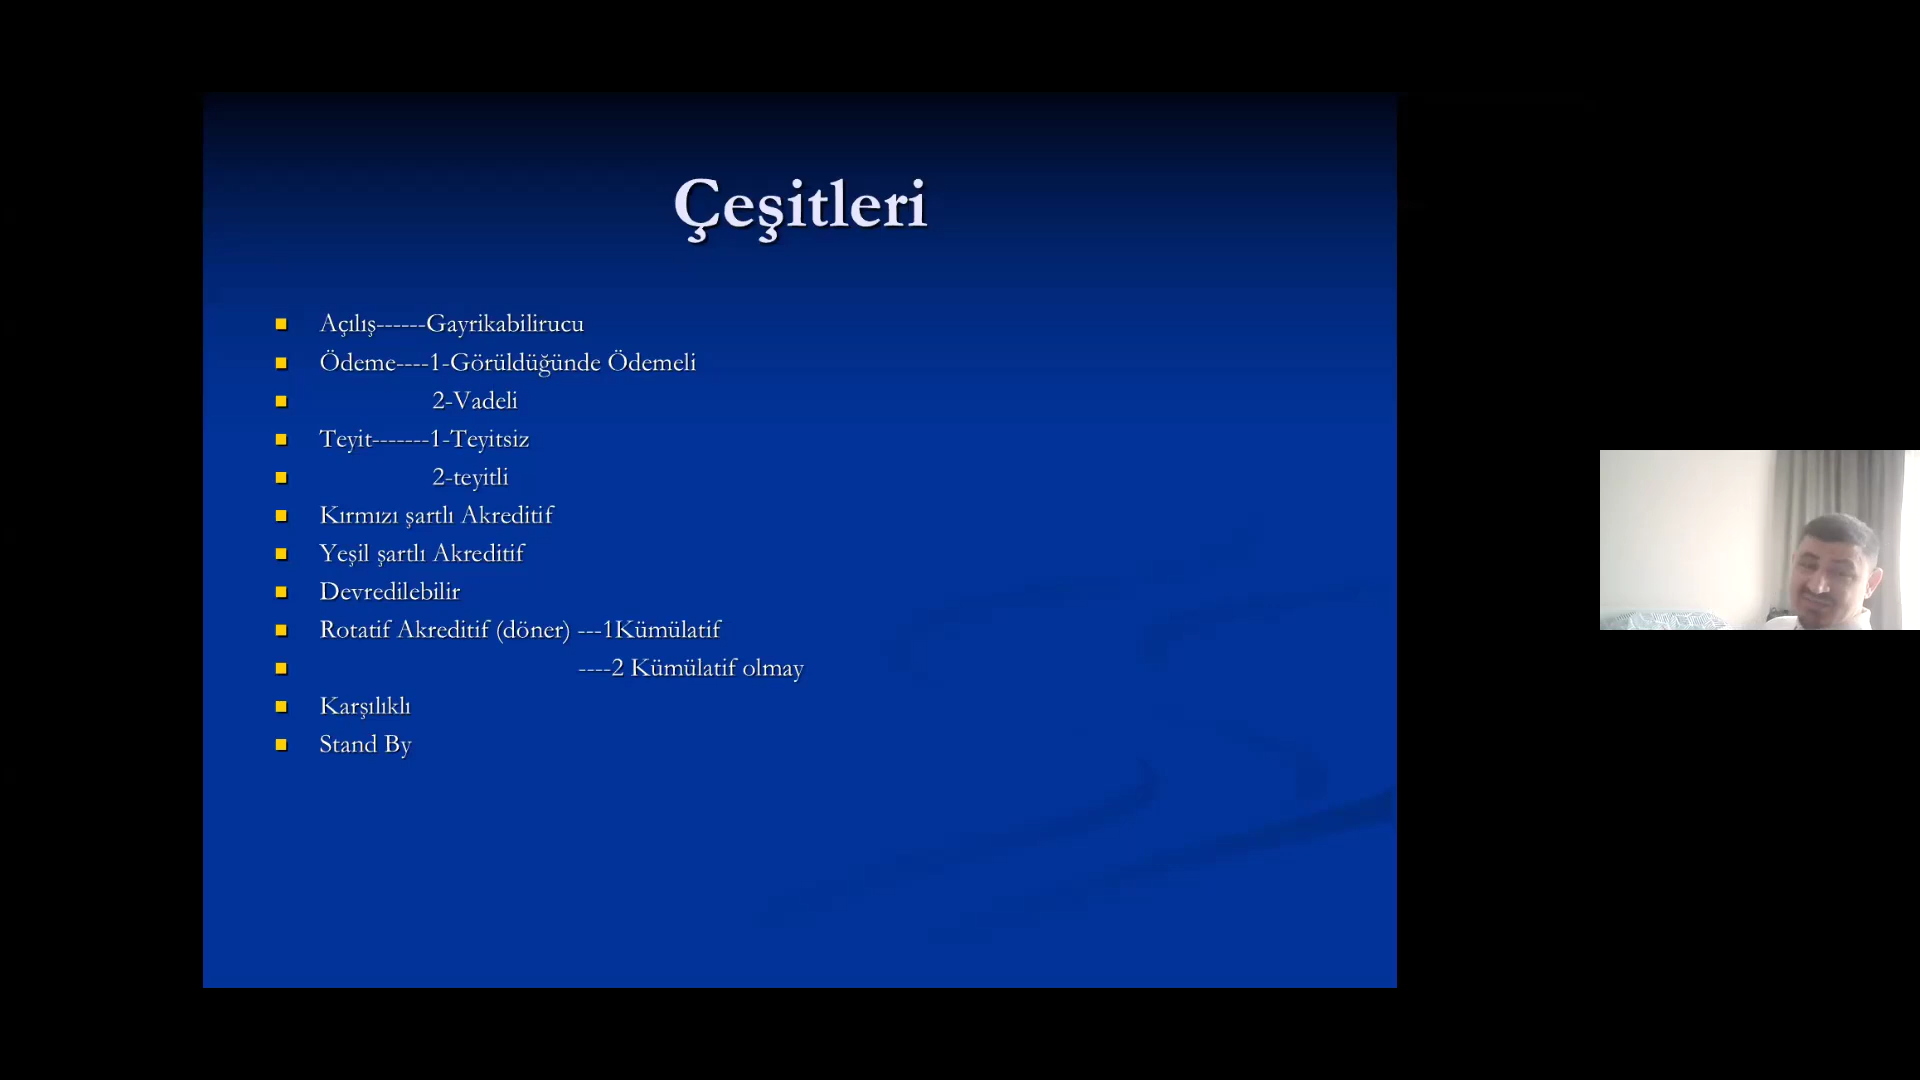 Çeşitleri
Açılış------Gayrikabilirucu
Ödeme----1-Görüldüğünde Ödemeli
2-Vadeli
Teyit-------1-Teyitsiz
2-teyitli
Kırmızı şartlı Akreditif
Yeşil şartlı Akreditif
Devredilebilir
Rotatif Akreditif (döner) ---1Kümülatif
----2 Kümülatif olmay
Karşılıklı
Stand By